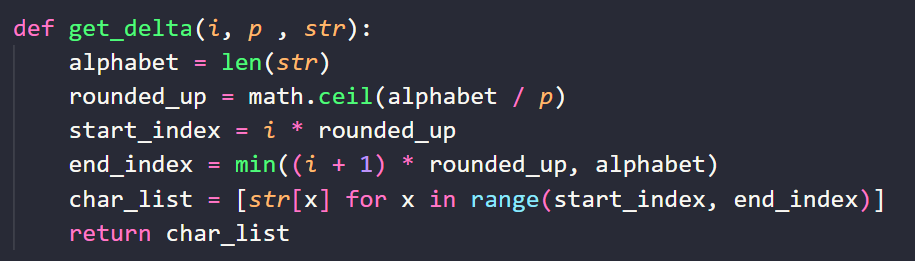 def get_delta(i, p , str):
    alphabet = len(str)
    rounded_up = math.ceil(alphabet / p)
    start_index = i * rounded_up
    end_index = min((i + 1) * rounded_up, alphabet)
    char_list = [str[x] for x in range(start_index, end_index)]
    return char_list